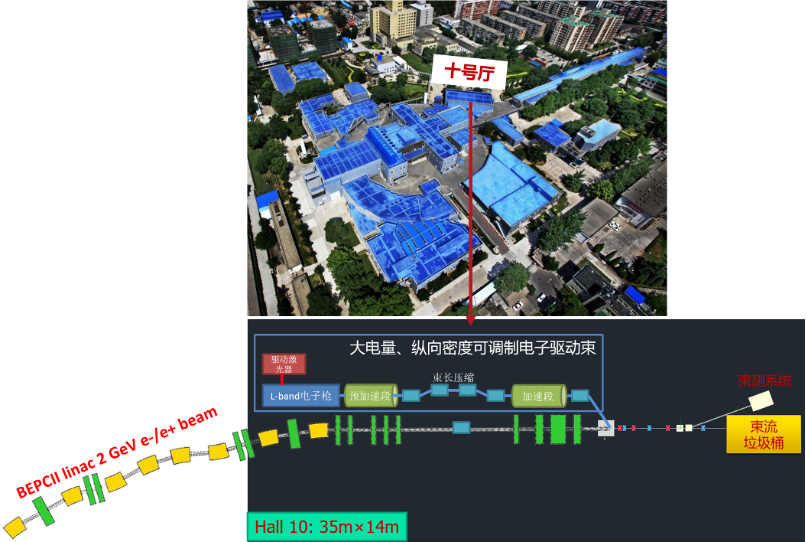 十号厅
大电量、纵向密度可调制电子驱动束
驱动激
光器
束长压缩
L-band电子枪
预加速段
加速段
束测系统
束流
垃圾桶
BEPCII linac 2 GeV e-/e+ beam
Hall 10: 35m×14m